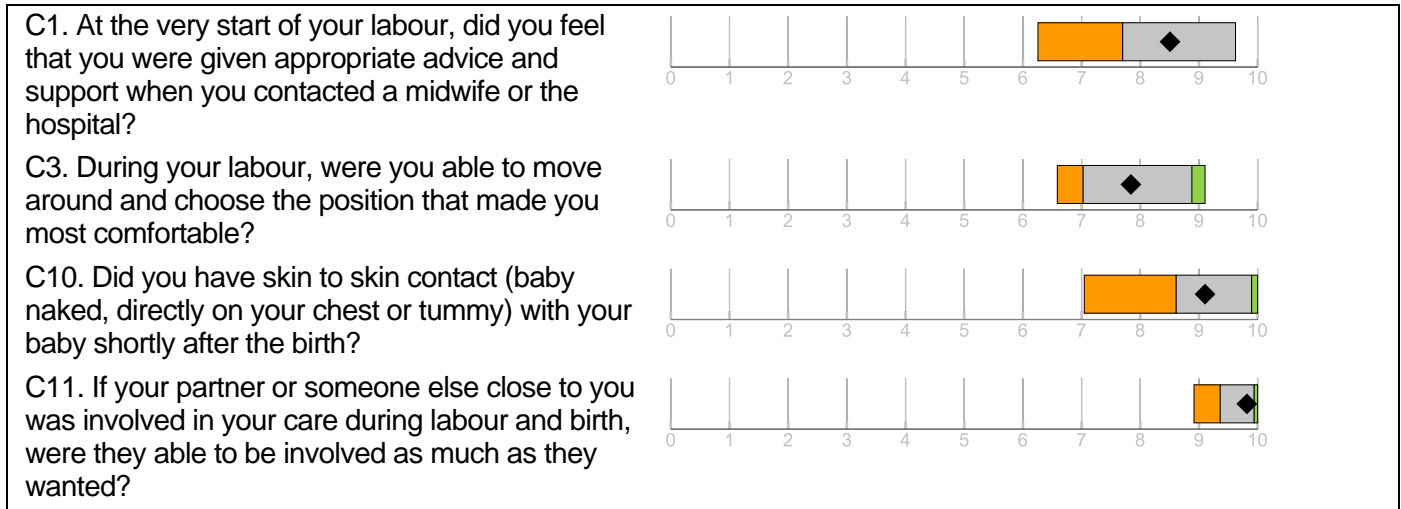 C1. At the very start of your labour, did you feel
that you were given appropriate advice and
support when you contacted a midwife or the
hospital?
0 1 2 3 4 5 6 7 8 9 10
C3. During your labour, were you able to move
around and choose the position that made you
most comfortable?
0 1 2 3 4 5 6 7 8 9 10
C10. Did you have skin to skin contact (baby
naked, directly on your chest or tummy) with your
baby shortly after the birth?
0 1 2 3 4 5 6 7 8 9 10
C11. If your partner or someone else close to you
was involved in your care during labour and birth,
were they able to be involved as much as they
wanted?
0 1 2 3 4 5 6 7 8 9 10